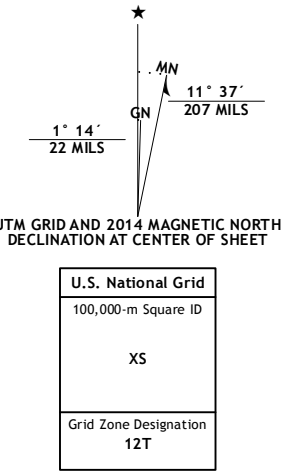 ★
MN
11° 37´
207 MILS
GN
1° 14´
22 MILS
UTM GRID AND 2014 MAGNETIC NORTH
DECLINATION AT CENTER OF SHEET
U.S. National Grid
100,000-m Square ID
XS
Grid Zone Designation
12T